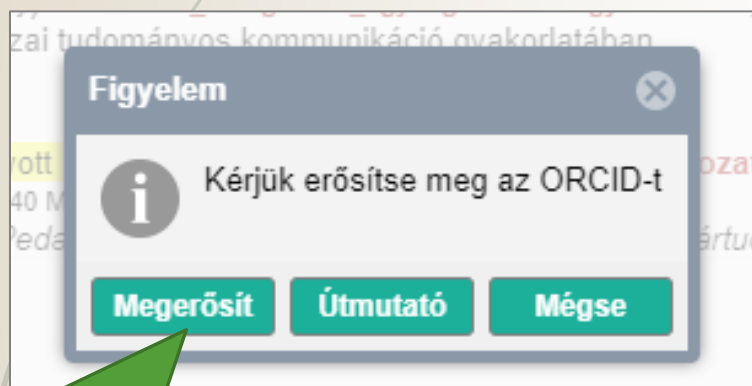 zai tudományos kommunikáció gyakorlatában
Figyelem
Kérjük erősítse meg az ORCID-t
Megerősít
Útmutató
Mégse